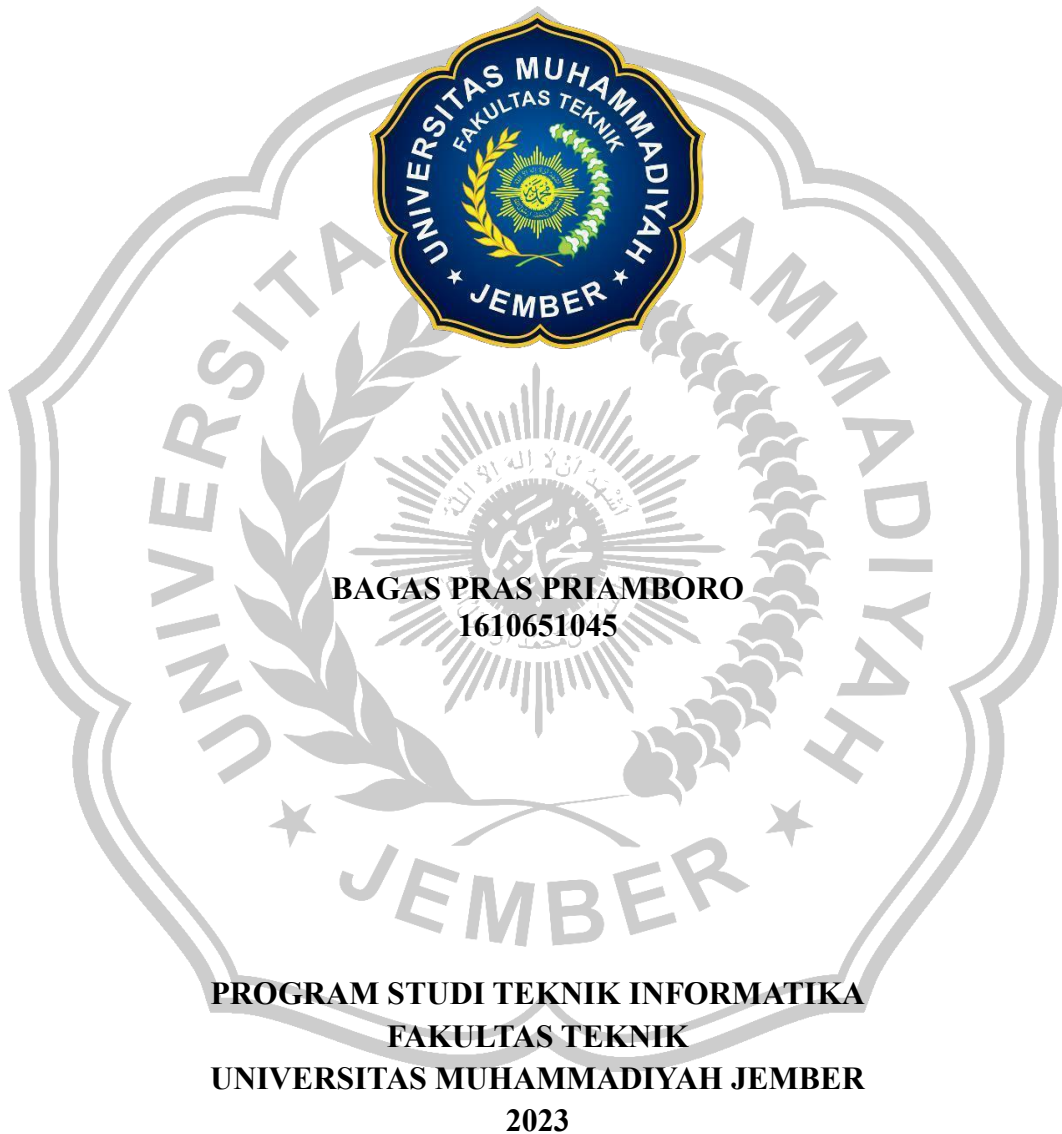 UNIVERSITAS MUHAMMADIYAH
FAKULTAS TEKNIK
JEMBER
BAGAS PRAS PRIAMBORO
1610651045
JEMBER
PROGRAM STUDI TEKNIK INFORMATIKA
FAKULTAS TEKNIK
UNIVERSITAS MUHAMMADIYAH JEMBER
2023